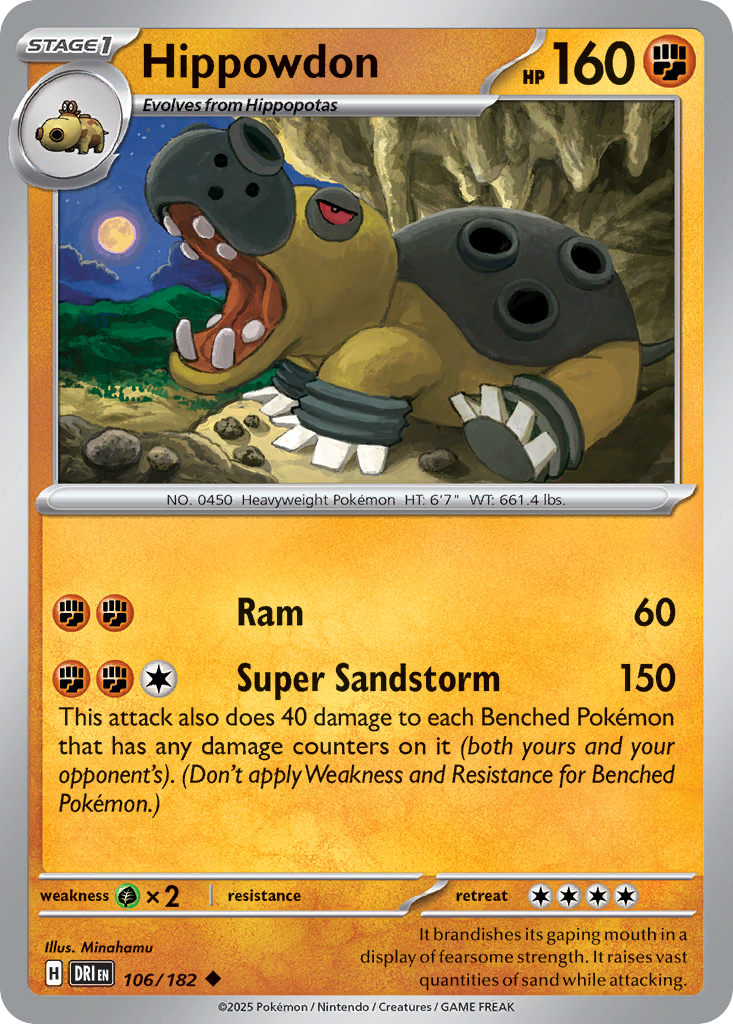 STAGE1
Hippowdon
HP 160
Evolves from Hippopotas
NO. 0450 Heavyweight Pokémon HT: 6'7" WT: 661.4 lbs.
Ram 60
Super Sandstorm 150
This attack also does 40 damage to each Benched Pokémon
that has any damage counters on it (both yours and your
opponent's). (Don't apply Weakness and Resistance for Benched
Pokémon.)
weakness ×2 resistance retreat
Illus. Minahamu
H DRI EN 106/182
It brandishes its gaping mouth in a
display of fearsome strength. It raises vast
quantities of sand while attacking.
©2025 Pokémon / Nintendo / Creatures / GAME FREAK